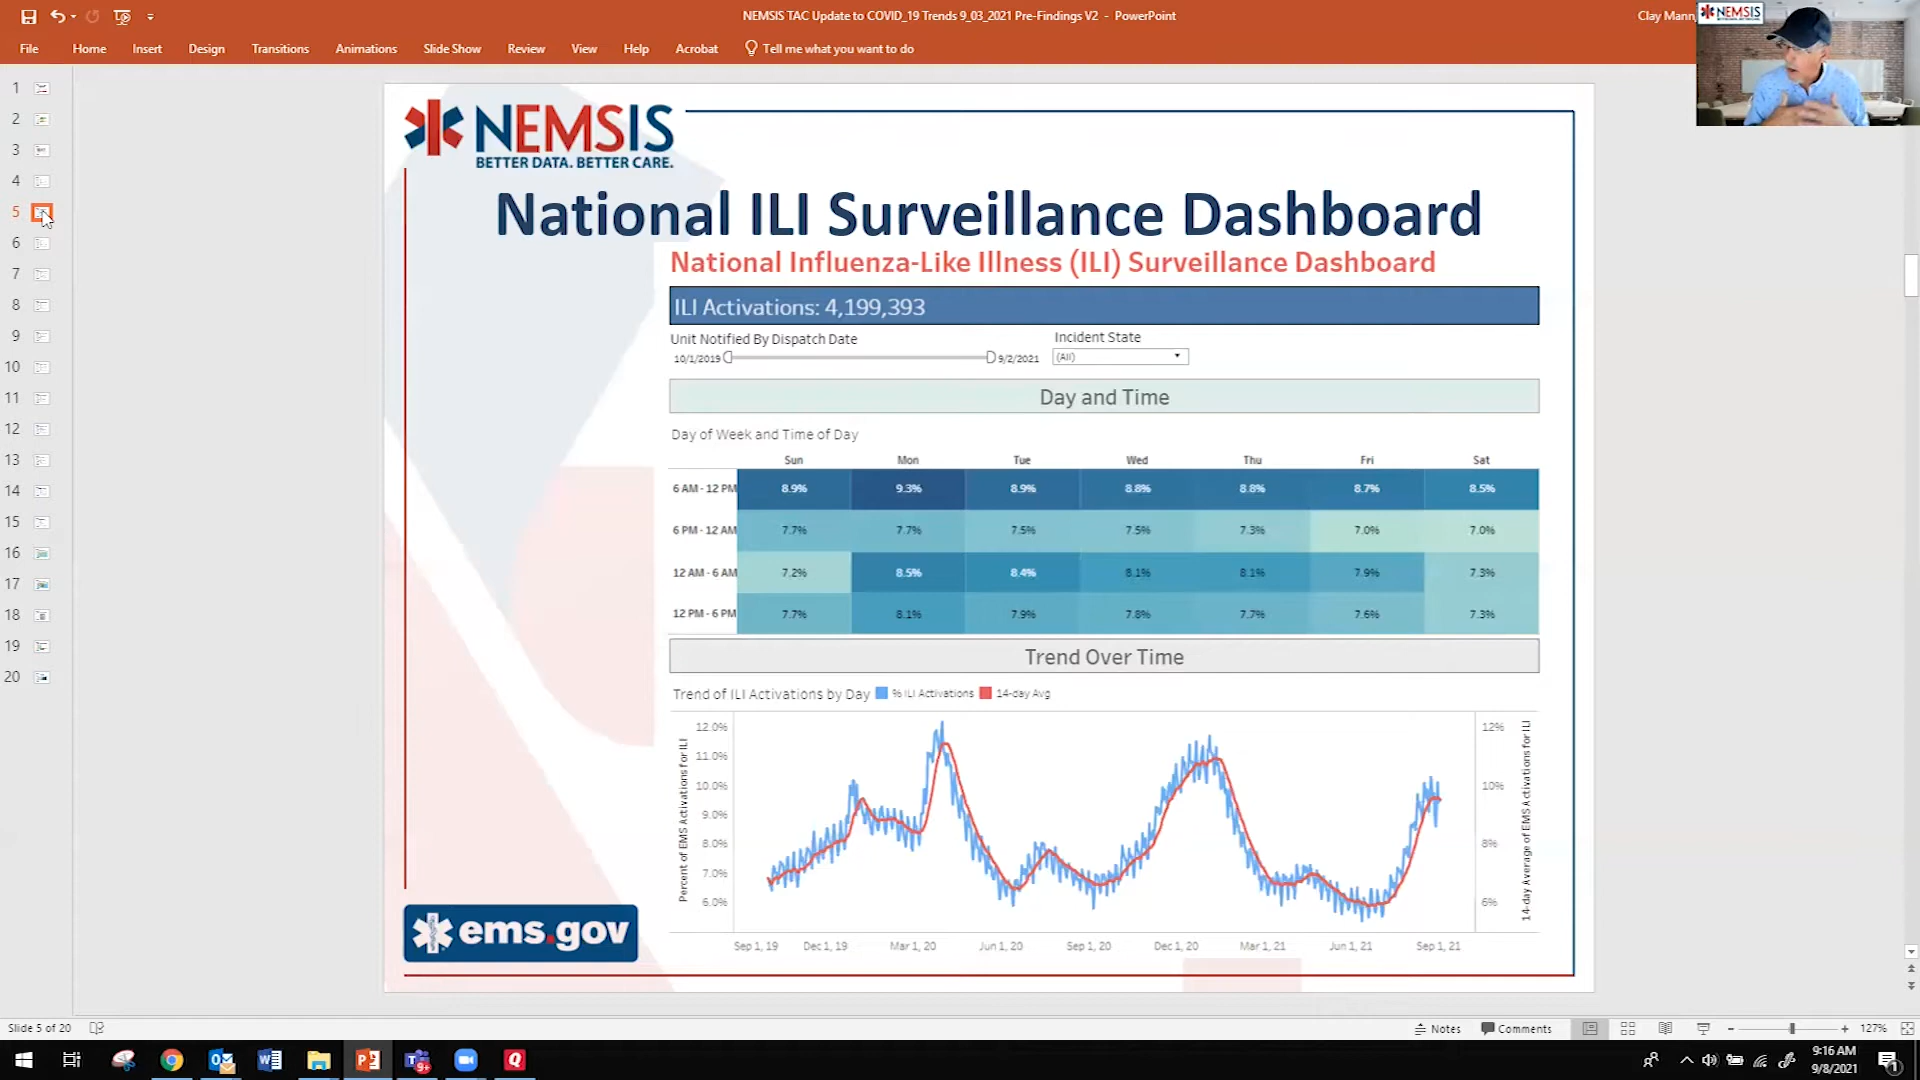 NEMSIS TAC Update to COVID_19 Trends 9_03_2021 Pre-Findings V2 - PowerPoint
Clay Mann
NEMSIS
File Home Insert Design Transitions Animations Slide Show Review View Help Acrobat Tell me what you want to do
1
2
3
4
5
6
7
8
9
10
11
12
13
14
15
16
17
18
19
20
NEMSIS
BETTER DATA. BETTER CARE.
National ILI Surveillance Dashboard
National Influenza-Like Illness (ILI) Surveillance Dashboard
ILI Activations: 4,199,393
Unit Notified By Dispatch Date
Incident State
10/1/2019 9/2/2021
(All)
Day and Time
Day of Week and Time of Day
Sun Mon Tue Wed Thu Fri Sat
6 AM - 12 PM 8.9% 9.3% 8.9% 8.8% 8.8% 8.7% 8.5%
6 PM - 12 AM 7.7% 7.7% 7.5% 7.5% 7.3% 7.0% 7.0%
12 AM - 6 AM 7.2% 8.5% 8.4% 8.1% 8.1% 7.9% 7.3%
12 PM - 6 PM 7.7% 8.1% 7.9% 7.8% 7.7% 7.6% 7.3%
Trend Over Time
Trend of ILI Activations by Day % ILI Activations 14-day Avg
Percent of EMS Activations for ILI
12.0%
11.0%
10.0%
9.0%
8.0%
7.0%
6.0%
12%
10%
8%
6%
14-day Average of EMS Activations for ILI
Sep 1, 19 Dec 1, 19 Mar 1, 20 Jun 1, 20 Sep 1, 20 Dec 1, 20 Mar 1, 21 Jun 1, 21 Sep 1, 21
ems.gov
Slide 5 of 20
Notes Comments 127%
9+
9:16 AM
9/8/2021
1